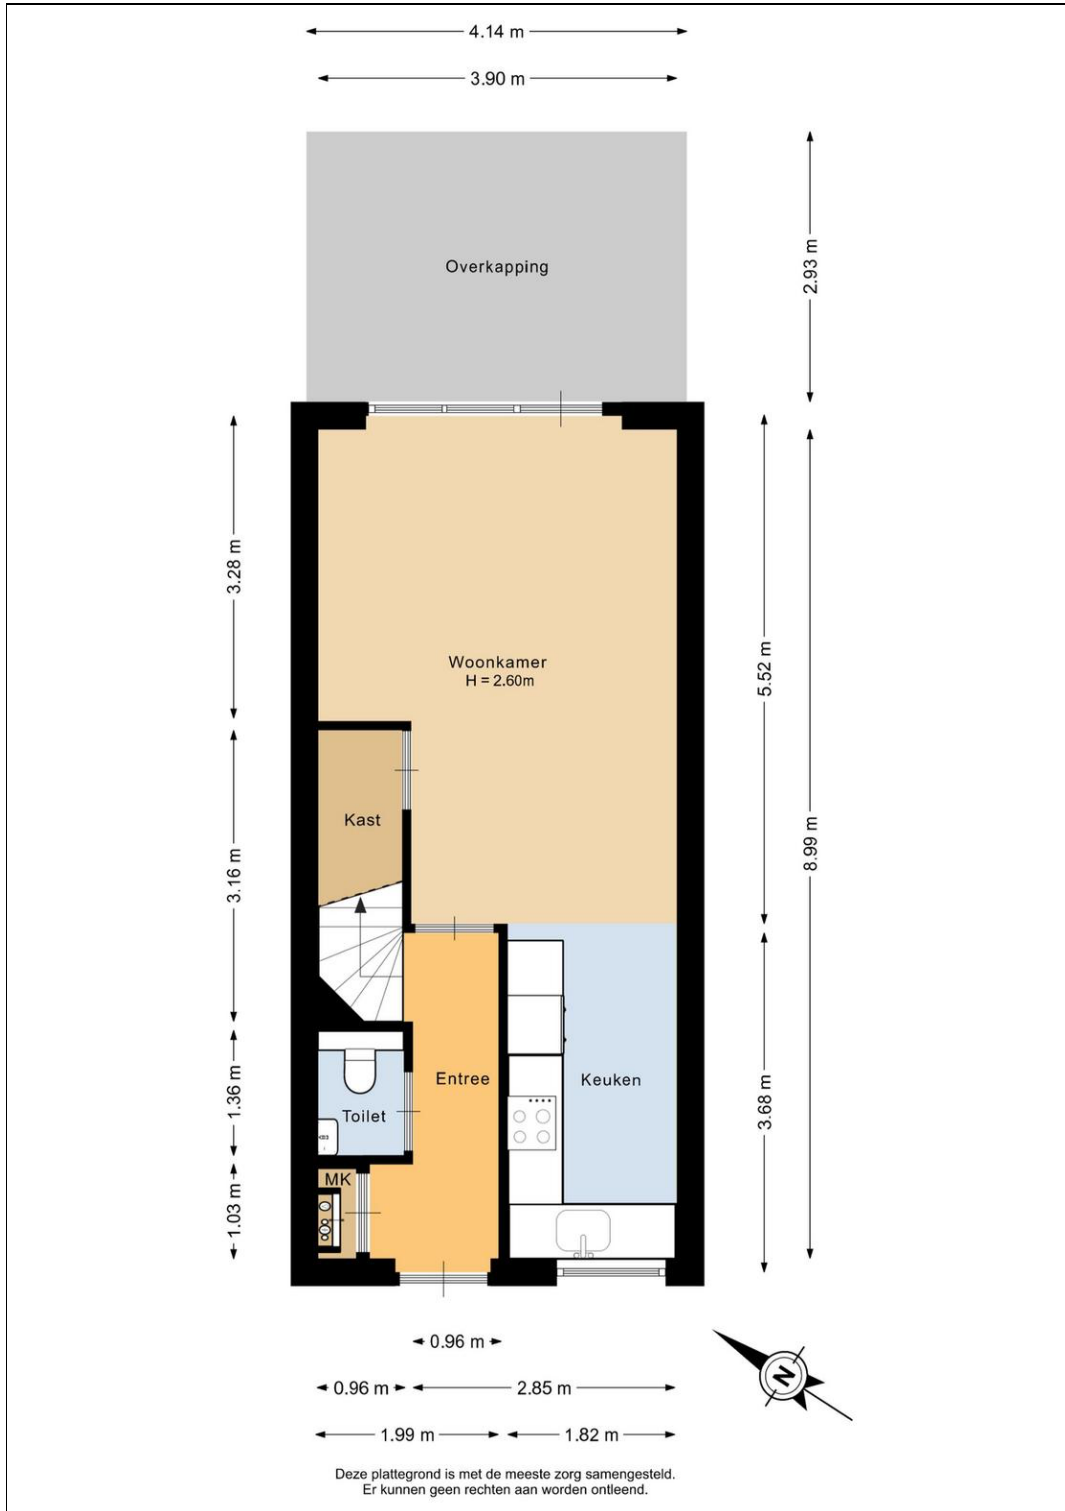 4.14 m
3.90 m
2.93 m
Overkapping
3.28 m
5.52 m
Woonkamer
H = 2.60m
8.99 m
Kast
3.16 m
Entree
Keuken
1.36 m
Toilet
3.68 m
MK
1.03 m
0.96 m
0.96 m
2.85 m
N
1.99 m
1.82 m
Deze plattegrond is met de meeste zorg samengesteld.
Er kunnen geen rechten aan worden ontleend.